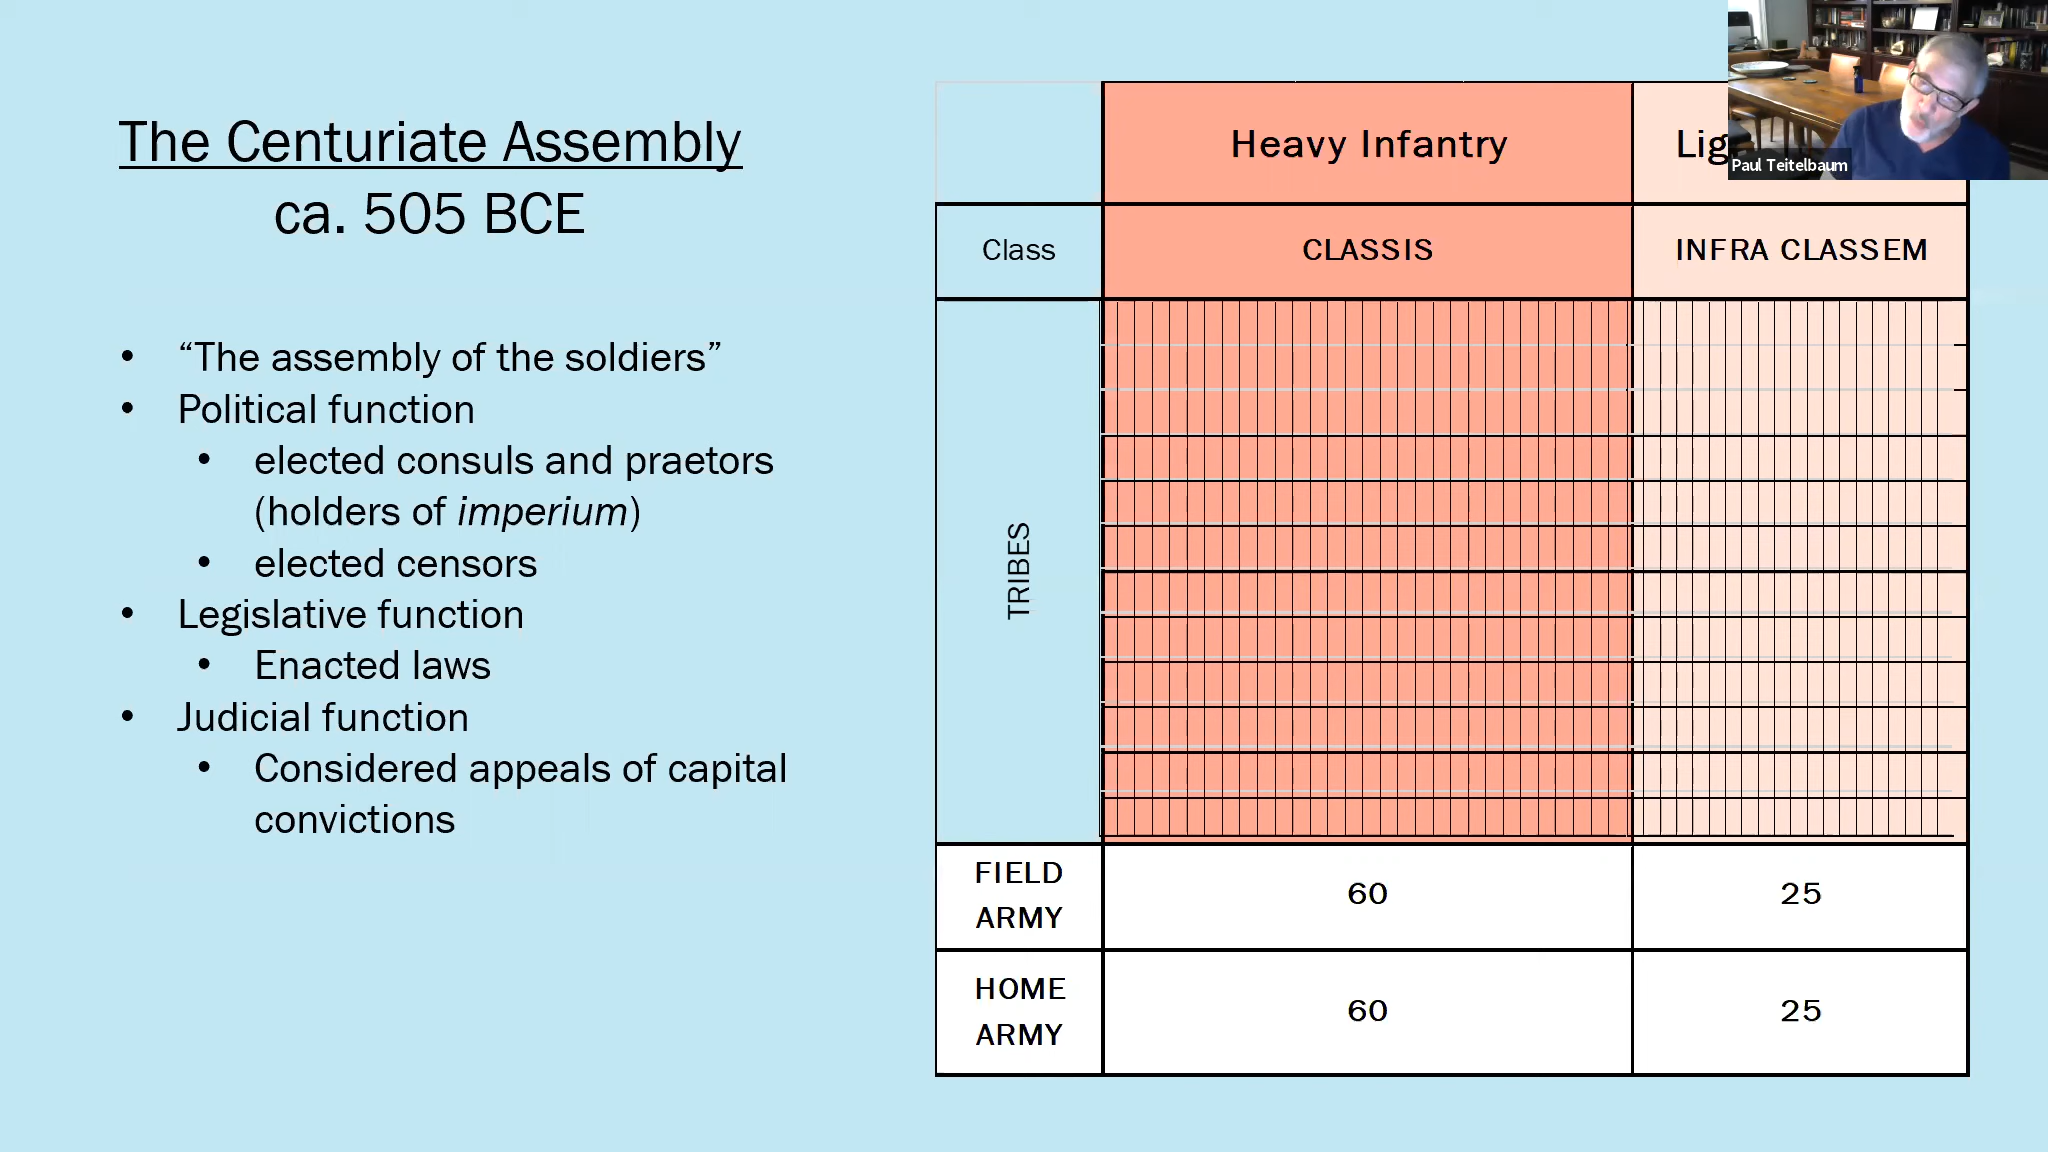 The Centuriate Assembly
ca. 505 BCE
• “The assembly of the soldiers”
• Political function
• elected consuls and praetors
(holders of imperium)
• elected censors
• Legislative function
• Enacted laws
• Judicial function
• Considered appeals of capital
convictions
Heavy Infantry
Class
CLASSIS
INFRA CLASSEM
TRIBES
FIELD
ARMY
60
25
HOME
ARMY
60
25
Paul Teitelbaum